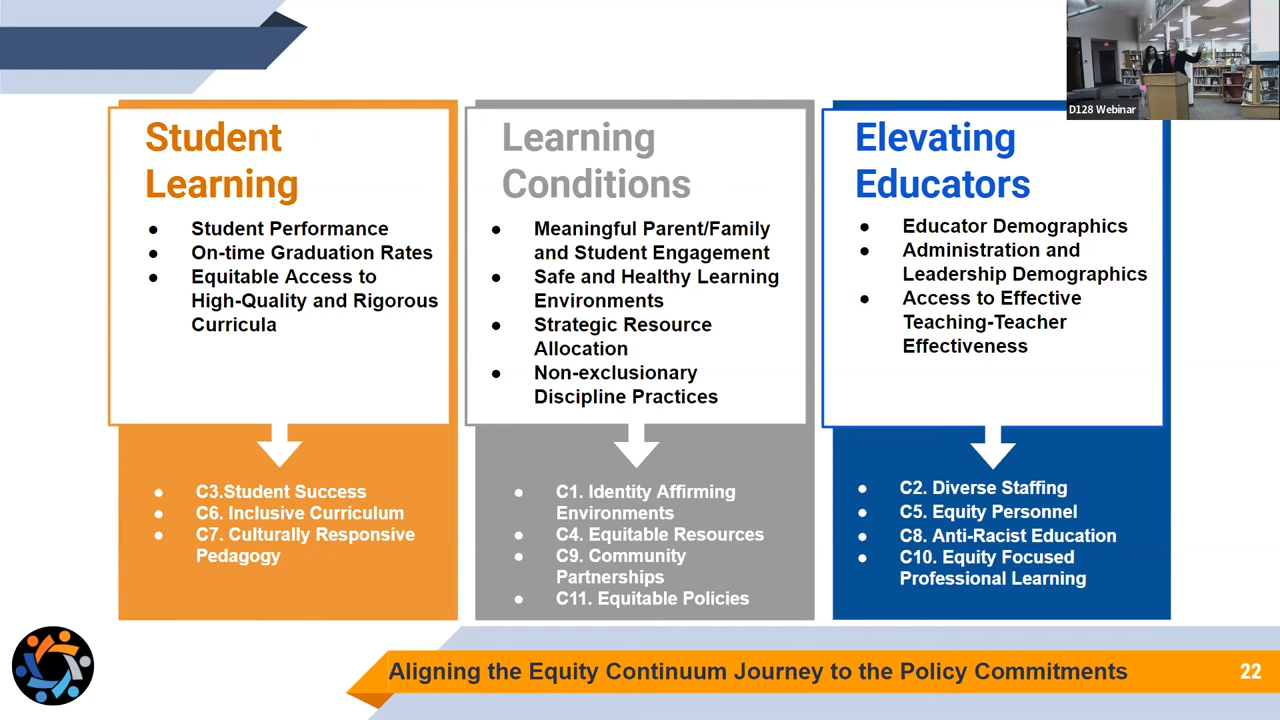 D128 Webinar
Student
Learning
● Student Performance
● On-time Graduation Rates
● Equitable Access to
High-Quality and Rigorous
Curricula
● C3.Student Success
● C6. Inclusive Curriculum
● C7. Culturally Responsive
Pedagogy
Learning
Conditions
● Meaningful Parent/Family
and Student Engagement
● Safe and Healthy Learning
Environments
● Strategic Resource
Allocation
● Non-exclusionary
Discipline Practices
● C1. Identity Affirming
Environments
● C4. Equitable Resources
● C9. Community
Partnerships
● C11. Equitable Policies
Elevating
Educators
● Educator Demographics
● Administration and
Leadership Demographics
● Access to Effective
Teaching-Teacher
Effectiveness
● C2. Diverse Staffing
● C5. Equity Personnel
● C8. Anti-Racist Education
● C10. Equity Focused
Professional Learning
Aligning the Equity Continuum Journey to the Policy Commitments
22